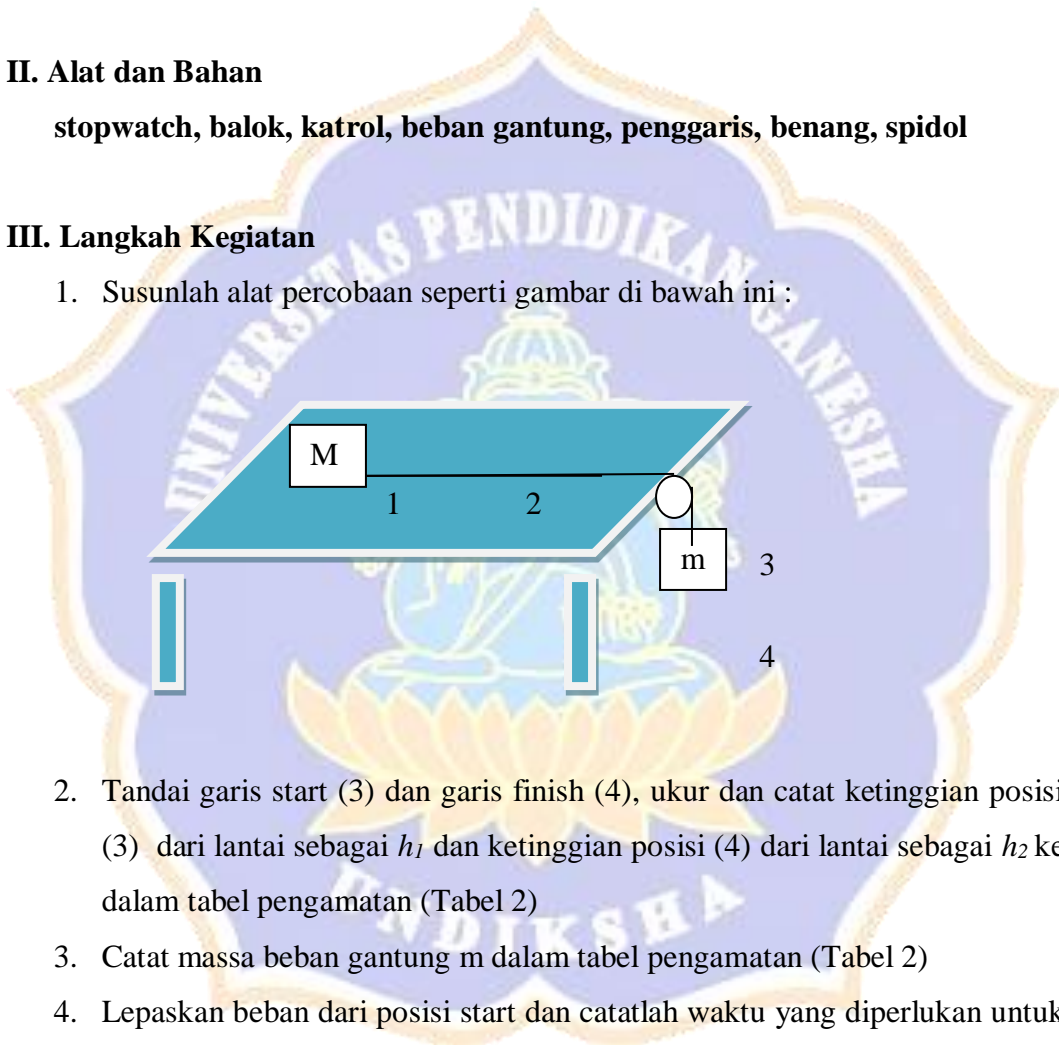 II. Alat dan Bahan
stopwatch, balok, katrol, beban gantung, penggaris, benang, spidol
UNIVERSITAS PENDIDIKAN GANESHA
III. Langkah Kegiatan
1. Susunlah alat percobaan seperti gambar di bawah ini :
M
1 2
m 3
4
2. Tandai garis start (3) dan garis finish (4), ukur dan catat ketinggian posisi
(3) dari lantai sebagai h1 dan ketinggian posisi (4) dari lantai sebagai h2 ke
dalam tabel pengamatan (Tabel 2)
UNDIKSHA
3. Catat massa beban gantung m dalam tabel pengamatan (Tabel 2)
4. Lepaskan beban dari posisi start dan catatlah waktu yang diperlukan untuk